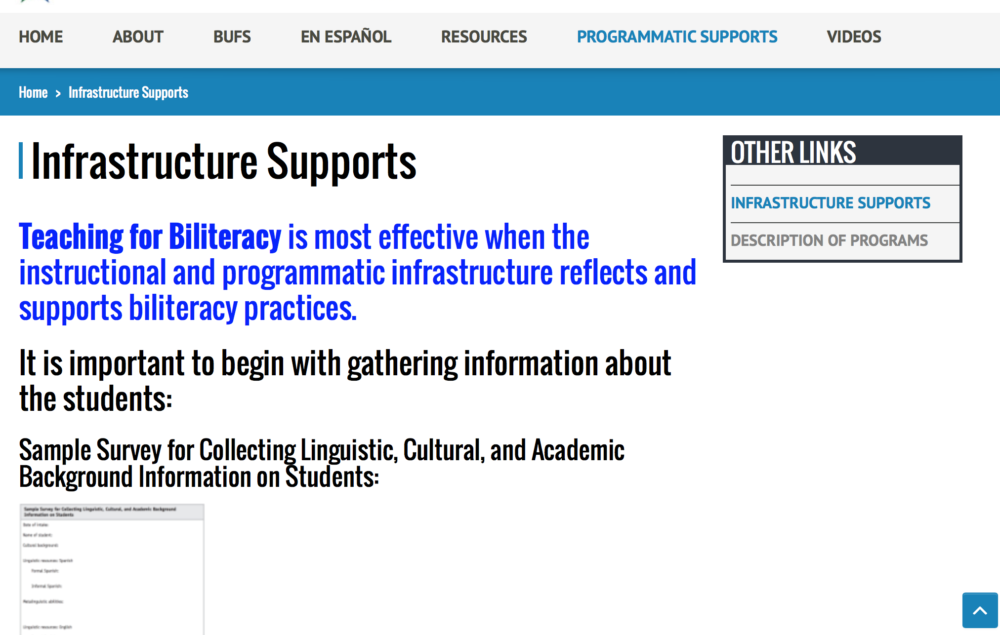 HOME ABOUT BUFS EN ESPAÑOL RESOURCES PROGRAMMATIC SUPPORTS VIDEOS
Home > Infrastructure Supports
Infrastructure Supports
Teaching for Biliteracy is most effective when the
instructional and programmatic infrastructure reflects and
supports biliteracy practices.
It is important to begin with gathering information about
the students:
Sample Survey for Collecting Linguistic, Cultural, and Academic
Background Information on Students:
Sample Survey for Collecting Linguistic, Cultural, and Academic Background
Information on Students
Date of intake:
Name of student:
Cultural background:
Linguistic resources: Spanish
Formal Spanish:
Informal Spanish:
Metalinguistic abilities:
Linguistic resources: English
OTHER LINKS
INFRASTRUCTURE SUPPORTS
DESCRIPTION OF PROGRAMS